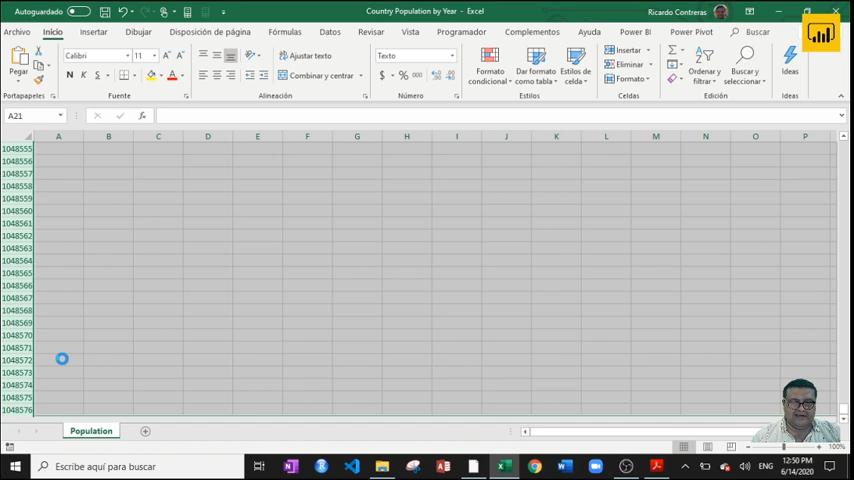 Autoguardado
Country Population by Year - Excel
Ricardo Contreras
Archivo Inicio Insertar Dibujar Disposición de página Fórmulas Datos Revisar Vista Programador Complementos Ayuda Power BI Power Pivot
Pegar
Calibri 11
N K S
Ajustar texto
Combinar y centrar
Texto
$ % 000
Formato condicional
Dar formato como tabla
Estilos de celda
Insertar
Eliminar
Formato
Ordenar y filtrar
Buscar y seleccionar
Ideas
Portapapeles Fuente Alineación Número Estilos Celdas Edición Ideas
A21
fx
A B C D E F G H I J K L M N O P
1048555
1048556
1048557
1048558
1048559
1048560
1048561
1048562
1048563
1048564
1048565
1048566
1048567
1048568
1048569
1048570
1048571
1048572
1048573
1048574
1048575
1048576
Population
100%
Escribe aquí para buscar
ENG
12:50 PM
6/14/2020